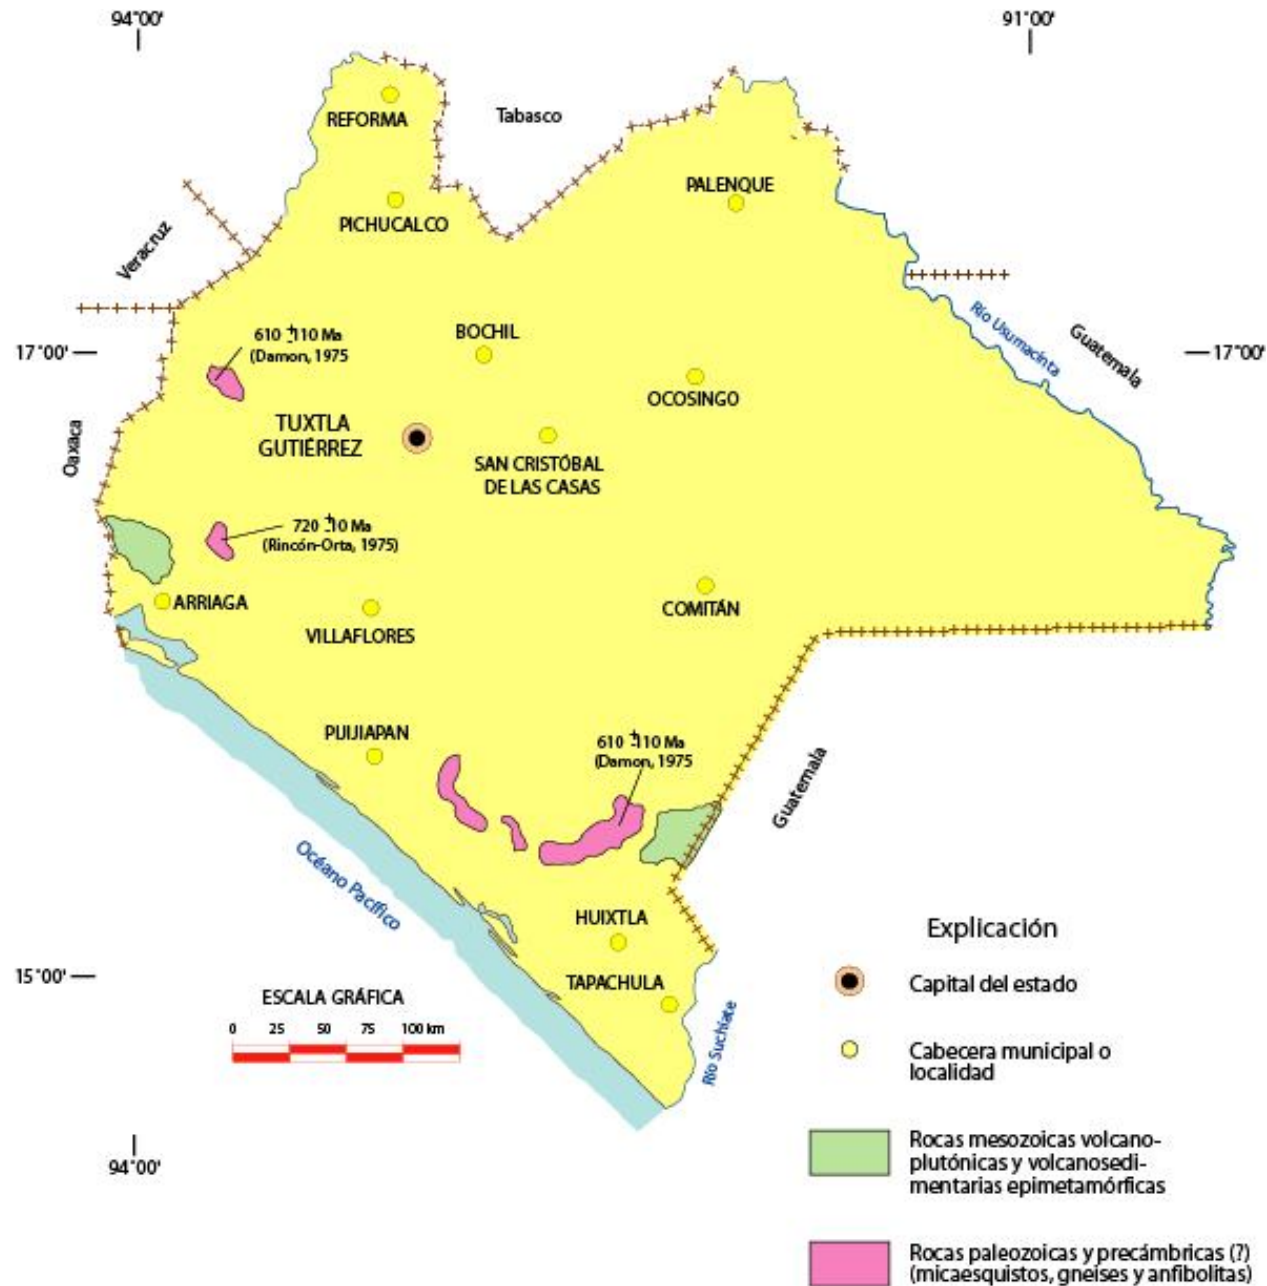 94°00'
91°00'
REFORMA
Tabasco
PALENQUE
PICHUCALCO
Veracruz
610 ±110 Ma
(Damon, 1975
BOCHIL
Río Usumacinta
Guatemala
17°00'
17°00'
OCOSINGO
TUXTLA
GUTIÉRREZ
Oaxaca
SAN CRISTÓBAL
DE LAS CASAS
720 ±10 Ma
(Rincón-Orta, 1975)
ARRIAGA
COMITÁN
VILLAFLORES
PIJIJIAPAN
610 ±110 Ma
(Damon, 1975
Guatemala
Océano Pacífico
HUIXTLA
Explicación
15°00'
TAPACHULA
Capital del estado
ESCALA GRÁFICA
0 25 50 75 100 km
Río Suchiate
Cabecera municipal o
localidad
94°00'
Rocas mesozoicas volcano-
plutónicas y volcanosedi-
mentarias epimetamórficas
Rocas paleozoicas y precámbricas (?)
(micaesquistos, gneises y anfibolitas)